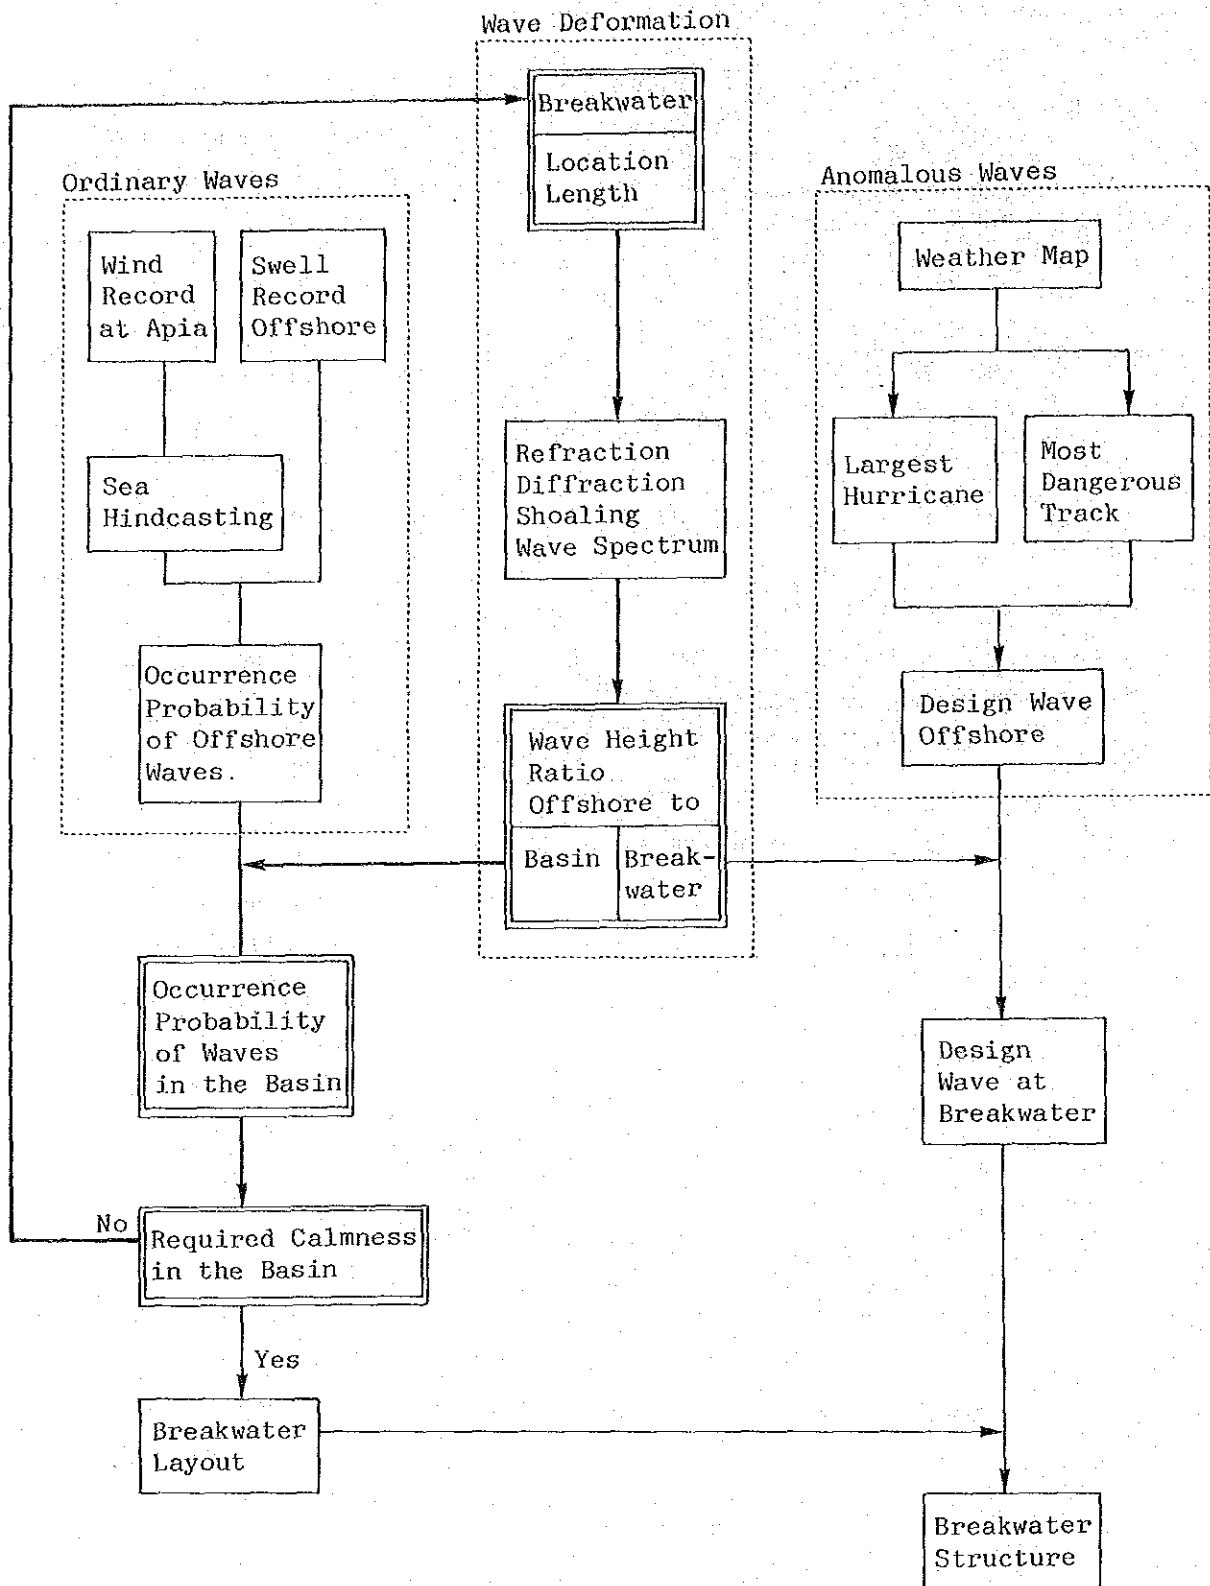 Wave Deformation
Breakwater
Location
Length
Ordinary Waves
Wind
Record
at Apia
Swell
Record
Offshore
Sea
Hindcasting
Occurrence
Probability
of Offshore
Waves.
Refraction
Diffraction
Shoaling
Wave Spectrum
Wave Height
Ratio
Offshore to
Basin
Break-
water
Anomalous Waves
Weather Map
Largest
Hurricane
Most
Dangerous
Track
Design Wave
Offshore
Occurrence
Probability
of Waves
in the Basin
Design
Wave at
Breakwater
No
Required Calmness
in the Basin
Yes
Breakwater
Layout
Breakwater
Structure